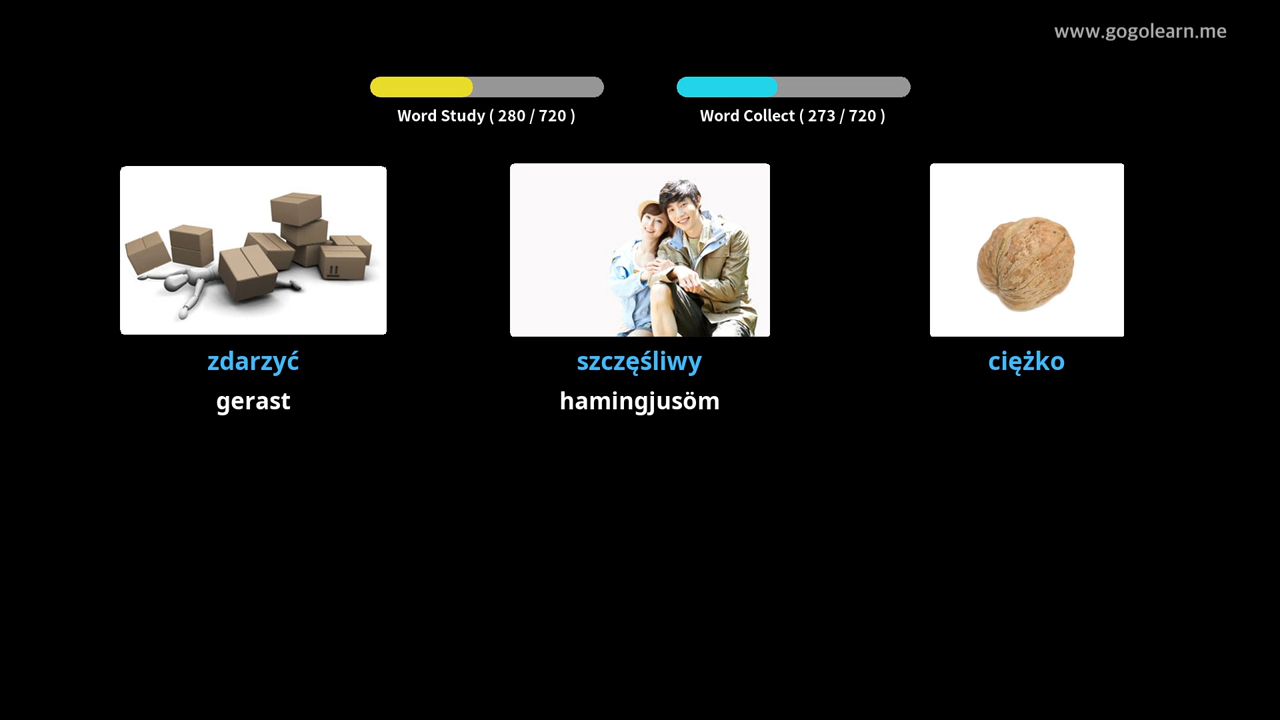 www.gogolearn.me
Word Study ( 280 / 720 )
Word Collect ( 273 / 720 )
zdarzyć
gerast
szczęśliwy
hamingjusöm
ciężko